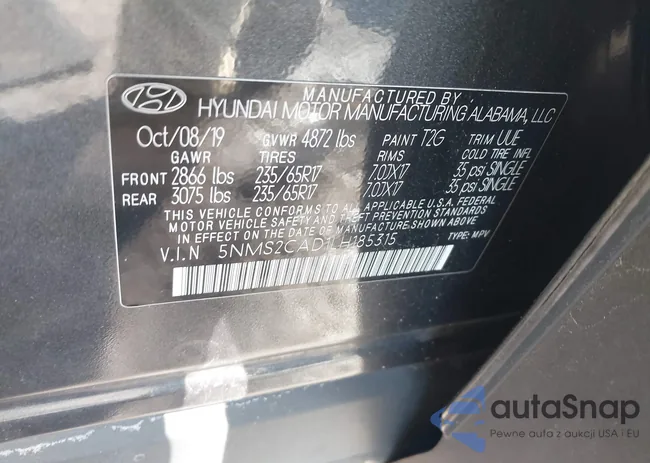 MANUFACTURED BY
HYUNDAI MOTOR MANUFACTURING ALABAMA, LLC
Oct/08/19 GVWR 4872 lbs PAINT T2G TRIM UUE
GAWR TIRES RIMS COLD TIRE INFL
FRONT 2866 lbs 235/65R17 7.0JX17 35 psi SINGLE
REAR 3075 lbs 235/65R17 7.0JX17 35 psi SINGLE
THIS VEHICLE CONFORMS TO ALL APPLICABLE U.S.A. FEDERAL
MOTOR VEHICLE SAFETY AND THEFT PREVENTION STANDARDS
IN EFFECT ON THE DATE OF MANUFACTURE SHOWN ABOVE.
V.I.N 5NMS2CAD1LH185315 TYPE: MPV
autaSnap
Pewne auta z aukcji USA i EU